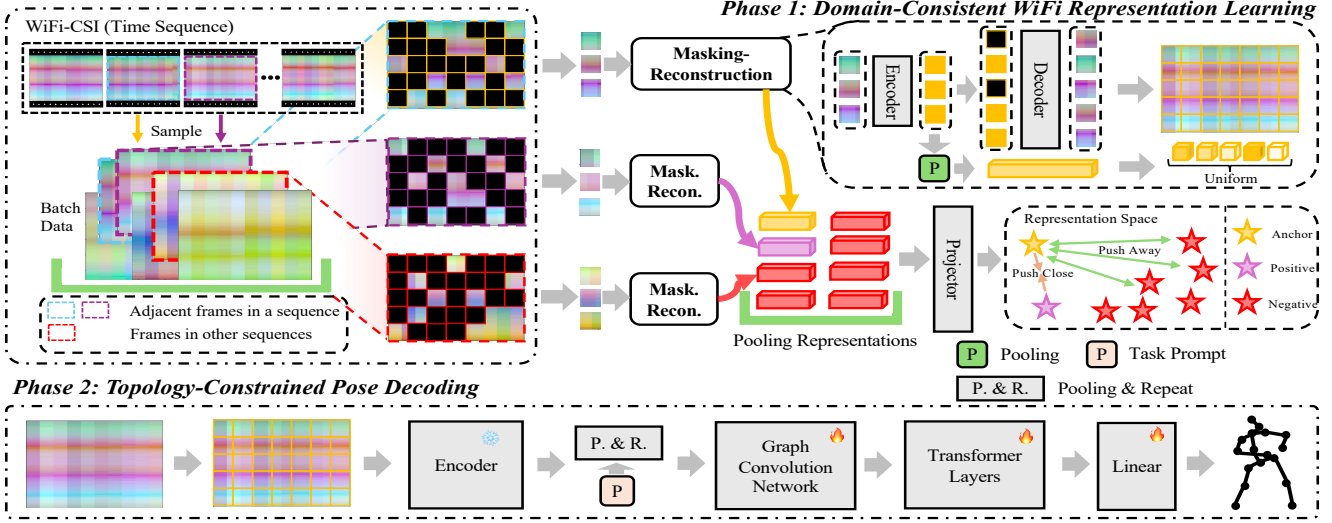 Phase 1: Domain-Consistent WiFi Representation Learning
WiFi-CSI (Time Sequence)
Sample
Batch
Data
Adjacent frames in a sequence
Frames in other sequences
Masking-
Reconstruction
Mask.
Recon.
Mask.
Recon.
Pooling Representations
Encoder
Decoder
P
Uniform
Projector
Representation Space
Push Away
Push Close
Anchor
Positive
Negative
P Pooling
P Task Prompt
P. & R. Pooling & Repeat
Phase 2: Topology-Constrained Pose Decoding
Encoder
P. & R.
P
Graph
Convolution
Network
Transformer
Layers
Linear